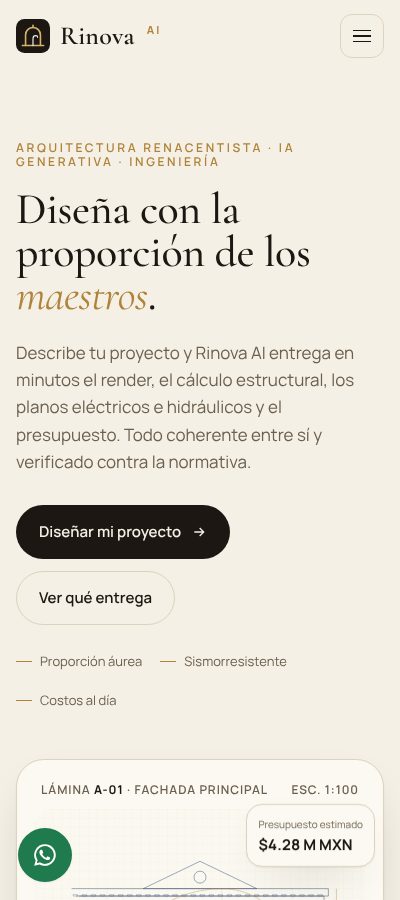 Rinova AI
ARQUITECTURA RENACENTISTA · IA
GENERATIVA · INGENIERÍA
Diseña con la
proporción de los
maestros.
Describe tu proyecto y Rinova AI entrega en
minutos el render, el cálculo estructural, los
planos eléctricos e hidráulicos y el
presupuesto. Todo coherente entre sí y
verificado contra la normativa.
Diseñar mi proyecto →
Ver qué entrega
— Proporción áurea — Sismorresistente
— Costos al día
LÁMINA A-01 · FACHADA PRINCIPAL ESC. 1:100
Presupuesto estimado
$4.28 M MXN